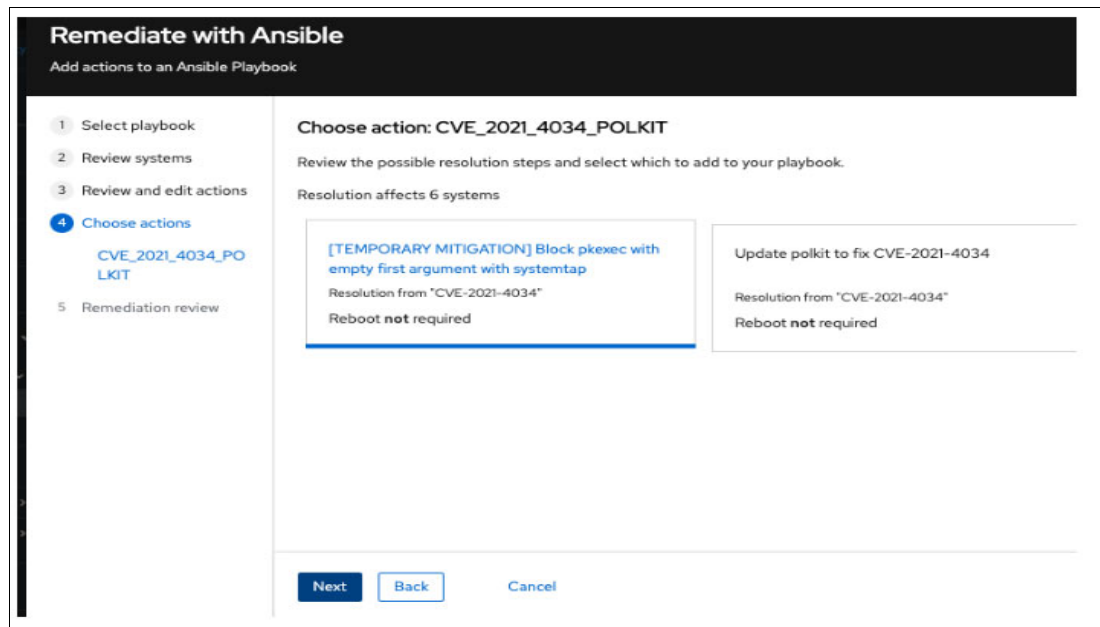 Remediate with Ansible
Add actions to an Ansible Playbook
1 Select playbook
2 Review systems
3 Review and edit actions
4 Choose actions
CVE_2021_4034_PO
LKIT
5 Remediation review
Choose action: CVE_2021_4034_POLKIT
Review the possible resolution steps and select which to add to your playbook.
Resolution affects 6 systems
[TEMPORARY MITIGATION] Block pkexec with
empty first argument with systemtap
Resolution from "CVE-2021-4034"
Reboot not required
Update polkit to fix CVE-2021-4034
Resolution from "CVE-2021-4034"
Reboot not required
Next
Back
Cancel